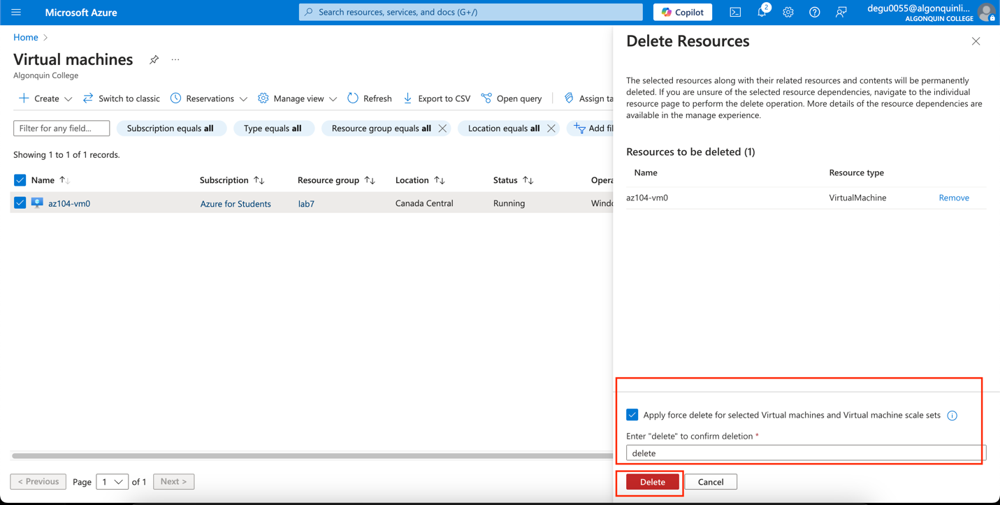 Microsoft Azure
Search resources, services, and docs (G+/)
Copilot
2
degu0055@algonquinli...
ALGONQUIN COLLEGE
Home
Virtual machines
...
Algonquin College
Create
Switch to classic
Reservations
Manage view
Refresh
Export to CSV
Open query
Assign ta
Filter for any field...
Subscription equals all
Type equals all
Resource group equals all
Location equals all
Add fil
Showing 1 to 1 of 1 records.
Name Subscription Resource group Location Status Opera
az104-vm0 Azure for Students lab7 Canada Central Running Windo
< Previous Page 1 of 1 Next >
Delete Resources
The selected resources along with their related resources and contents will be permanently
deleted. If you are unsure of the selected resource dependencies, navigate to the individual
resource page to perform the delete operation. More details of the resource dependencies are
available in the manage experience.
Resources to be deleted (1)
Name Resource type
az104-vm0 VirtualMachine Remove
Apply force delete for selected Virtual machines and Virtual machine scale sets
Enter "delete" to confirm deletion *
delete
Delete Cancel